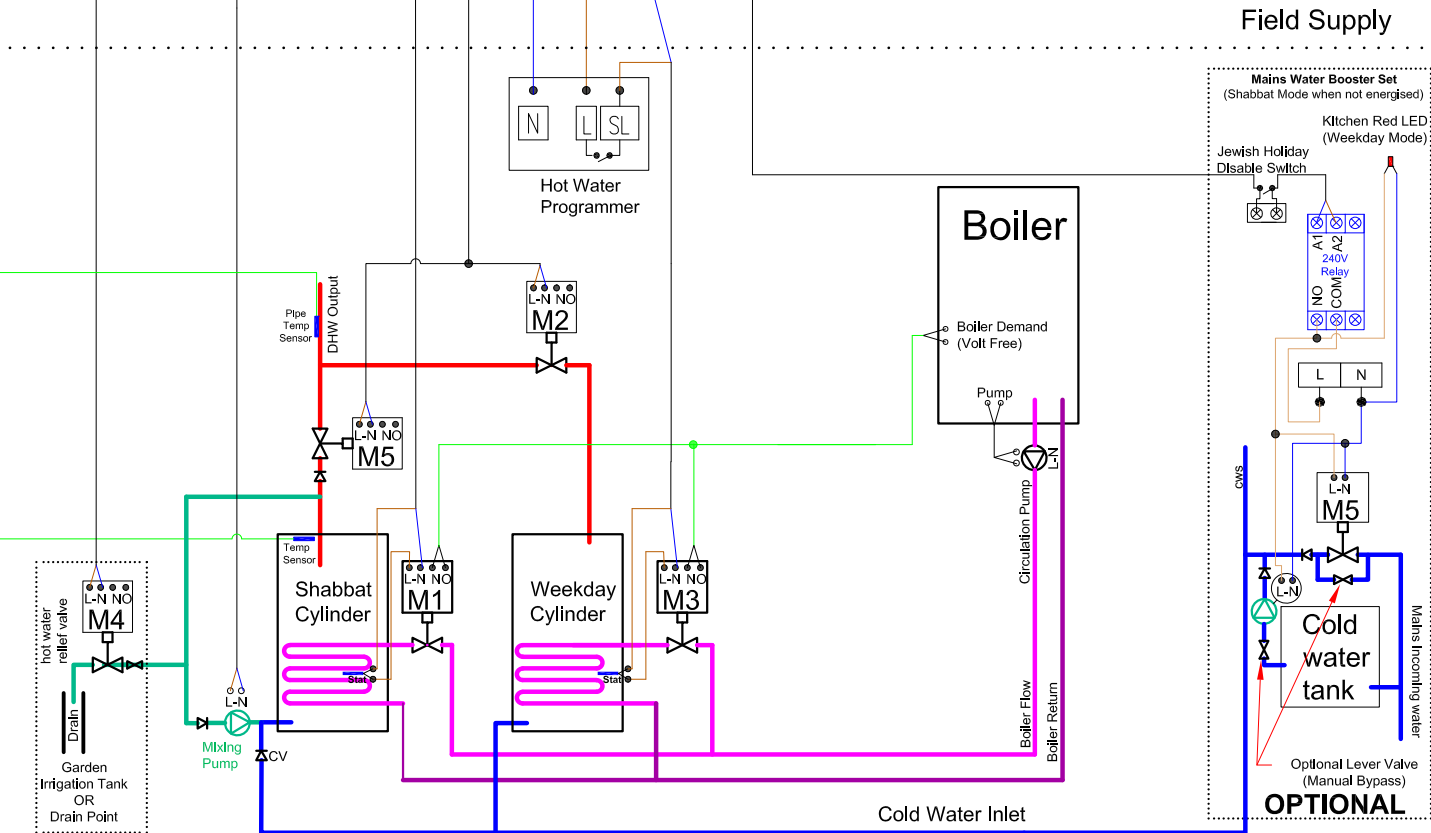 Field Supply
Mains Water Booster Set
(Shabbat Mode when not energised)
Kitchen Red LED
(Weekday Mode)
Jewish Holiday
Disable Switch
A1
A2
240V
Relay
NO
COM
L
N
L-N
M5
cws
L-N
Cold
water
tank
Mains Incoming water
Optional Lever Valve
(Manual Bypass)
OPTIONAL
N
L
SL
Hot Water
Programmer
Boiler
Boiler Demand
(Volt Free)
Pump
L-N
Circulation Pump
Boiler Flow
Boiler Return
DHW Output
Pipe
Temp
Sensor
L-N NO
M2
L-N NO
M5
Temp
Sensor
Shabbat
Cylinder
Stat
L-N NO
M1
Weekday
Cylinder
Stat
L-N NO
M3
hot water
relief valve
L-N NO
M4
Drain
Garden
Irrigation Tank
OR
Drain Point
L-N
Mixing
Pump
CV
Cold Water Inlet